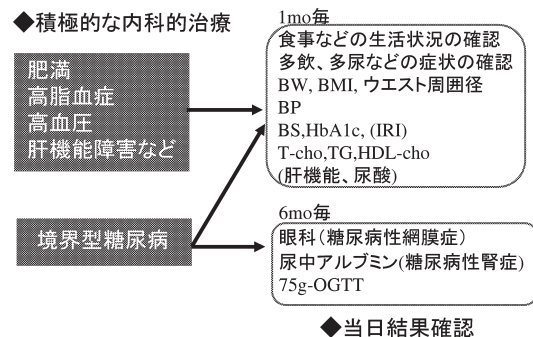 ◆積極的な内科的治療
肥満
高脂血症
高血圧
肝機能障害など
境界型糖尿病
1mo毎
食事などの生活状況の確認
多飲、多尿などの症状の確認
BW, BMI, ウエスト周囲径
BP
BS,HbA1c, (IRI)
T-cho,TG,HDL-cho
(肝機能、尿酸)
6mo毎
眼科(糖尿病性網膜症)
尿中アルブミン(糖尿病性腎症)
75g-OGTT
◆当日結果確認